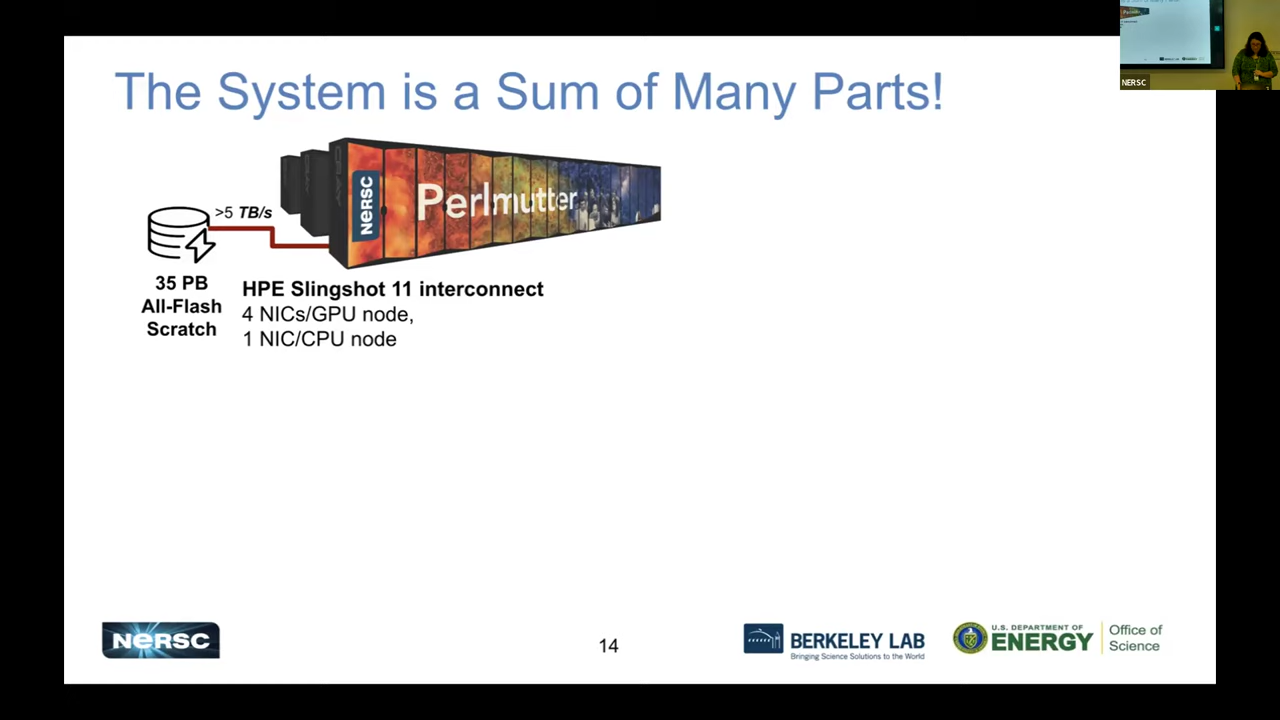 The System is a Sum of Many Parts!
NERSC
Perlmutter
>5 TB/s
35 PB
All-Flash
Scratch
HPE Slingshot 11 interconnect
4 NICs/GPU node,
1 NIC/CPU node
NERSC
14
BERKELEY LAB
Bringing Science Solutions to the World
U.S. DEPARTMENT OF
ENERGY
Office of
Science
NERSC